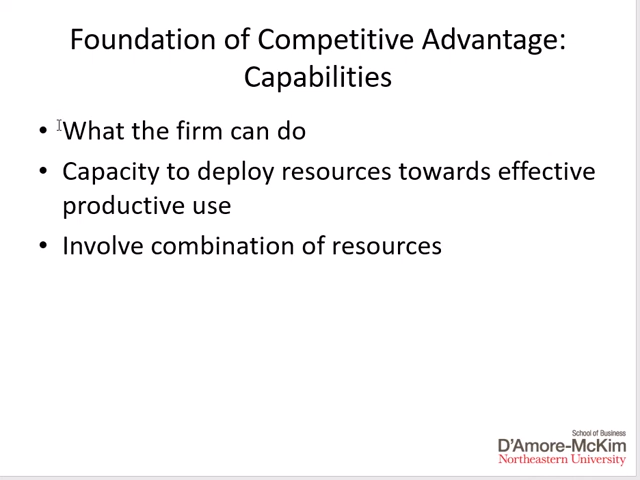 Foundation of Competitive Advantage:
Capabilities
• What the firm can do
• Capacity to deploy resources towards effective
productive use
• Involve combination of resources
School of Business
D'Amore-McKim
Northeastern University